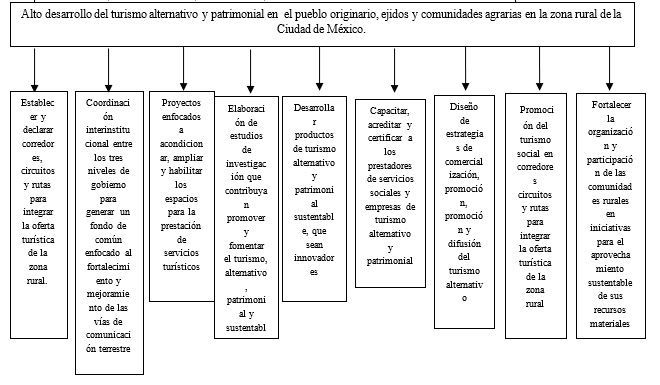 Alto desarrollo del turismo alternativo y patrimonial en el pueblo originario, ejidos y comunidades agrarias en la zona rural de la
Ciudad de México.
Establec
er y
declarar
corredor
es,
circuitos
y rutas
para
integrar
la oferta
turística
de la
zona
rural.
Coordinació
n
interinstitu
cional entre
los tres
niveles de
gobierno
para
generar un
fondo de
común
enfocado al
fortalecimi
ento y
mejoramie
nto de las
vías de
comunicaci
ón terrestre
Proyectos
enfocados
a
acondicion
ar, ampliar
y habilitar
los
espacios
para la
prestación
de
servicios
turísticos
Elaboraci
ón de
estudios
de
investigac
ión que
contribuya
n
promover
y
fomentar
el turismo,
alternativo
,
patrimoni
al y
sustentabl
Desarrolla
r
productos
de turismo
alternativo
y
patrimoni
al
sustentabl
e, que
sean
innovador
es
Capacitar,
acreditar y
certificar a
los
prestadores
de servicios
sociales y
empresas de
turismo
alternativo
y
patrimonial
Diseño
de
estrategia
s de
comercial
ización,
promoció
n,
promoció
n y
difusión
del
turismo
alternativ
o
Promoci
ón del
turismo
social en
corredore
s
circuitos
y rutas
para
integrar
la oferta
turística
de la
zona
rural
Fortalecer
la
organizació
n y
participació
n de las
comunidad
es rurales
en
iniciativas
para el
aprovecha
miento
sustentable
de sus
recursos
materiales